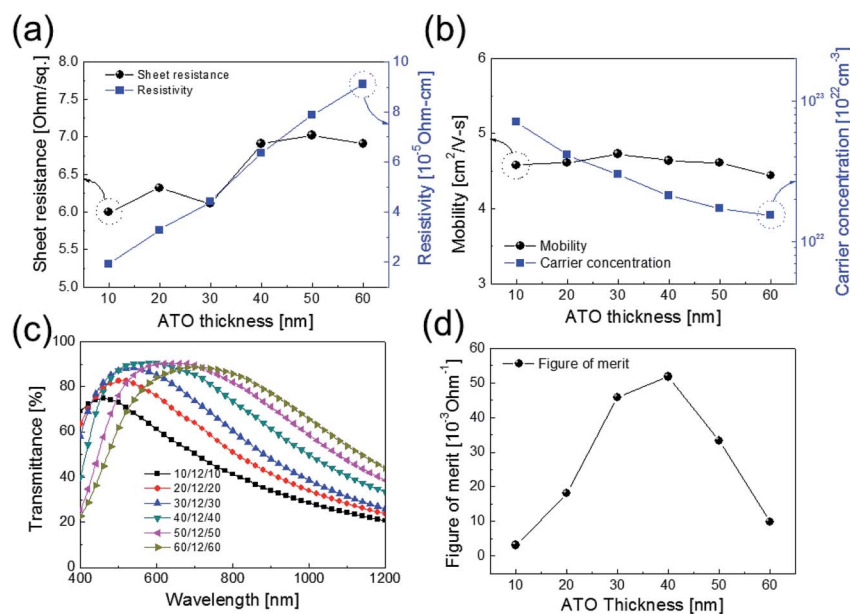 (a)
8.0
7.5
7.0
6.5
6.0
5.5
5.0
Sheet resistance [Ohm/sq.]
Sheet resistance
Resistivity
10
8
6
4
2
Resistivity [10⁻⁵Ohm-cm]
10 20 30 40 50 60
ATO thickness [nm]
(b)
6
5
4
3
Mobility [cm²/V-s]
Mobility
Carrier concentration
10²³
10²²
Carrier concentration [10²²cm⁻³]
10 20 30 40 50 60
ATO thickness [nm]
(c)
100
80
60
40
20
0
Transmittance [%]
10/12/10
20/12/20
30/12/30
40/12/40
50/12/50
60/12/60
400 600 800 1000 1200
Wavelength [nm]
(d)
60
50
40
30
20
10
0
Figure of merit [10⁻³Ohm⁻¹]
Figure of merit
10 20 30 40 50 60
ATO Thickness [nm]